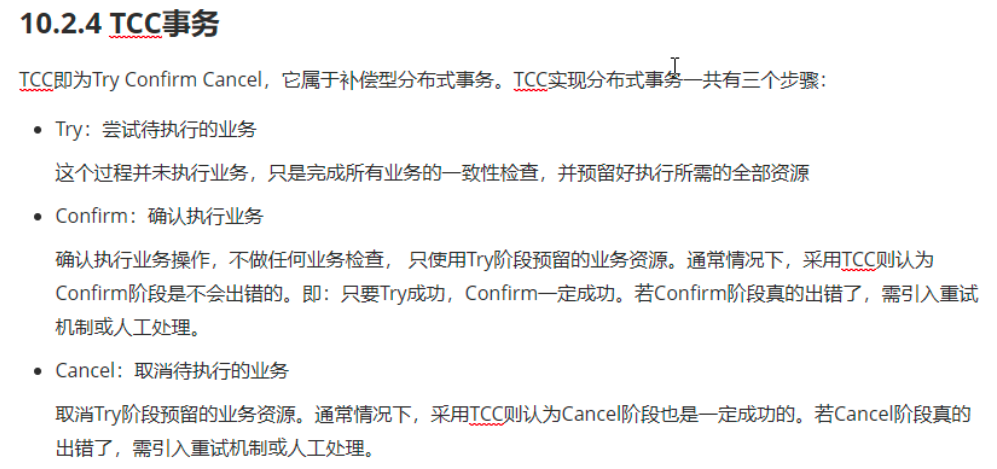 10.2.4 TCC事务
TCC即为Try Confirm Cancel，它属于补偿型分布式事务。TCC实现分布式事务一共有三个步骤：
• Try：尝试待执行的业务
这个过程并未执行业务，只是完成所有业务的一致性检查，并预留好执行所需的全部资源
• Confirm：确认执行业务
确认执行业务操作，不做任何业务检查， 只使用Try阶段预留的业务资源。通常情况下，采用TCC则认为
Confirm阶段是不会出错的。即：只要Try成功，Confirm一定成功。若Confirm阶段真的出错了，需引入重试
机制或人工处理。
• Cancel：取消待执行的业务
取消Try阶段预留的业务资源。通常情况下，采用TCC则认为Cancel阶段也是一定成功的。若Cancel阶段真的
出错了，需引入重试机制或人工处理。